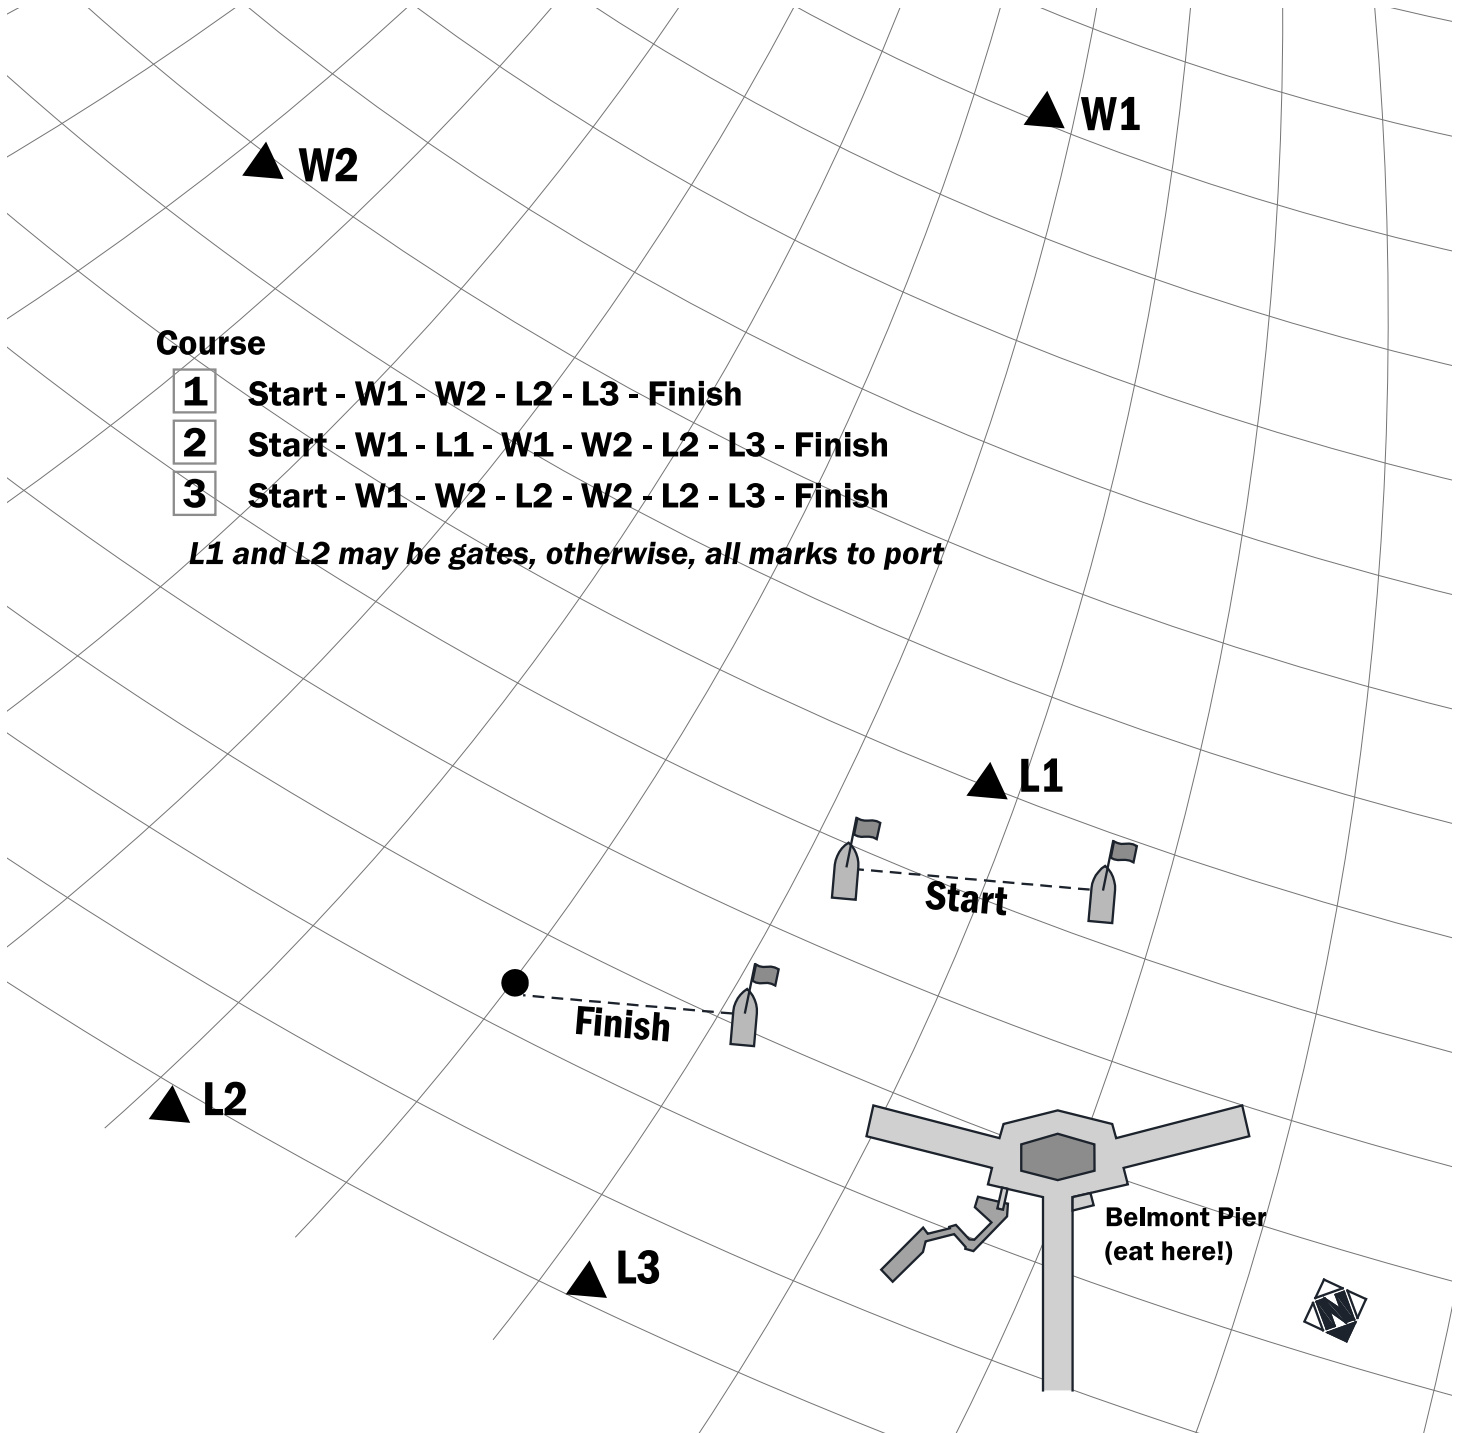 W1
W2
Course
1 Start - W1 - W2 - L2 - L3 - Finish
2 Start - W1 - L1 - W1 - W2 - L2 - L3 - Finish
3 Start - W1 - W2 - L2 - W2 - L2 - L3 - Finish
L1 and L2 may be gates, otherwise, all marks to port
L1
Start
Finish
L2
Belmont Pier
(eat here!)
L3
N